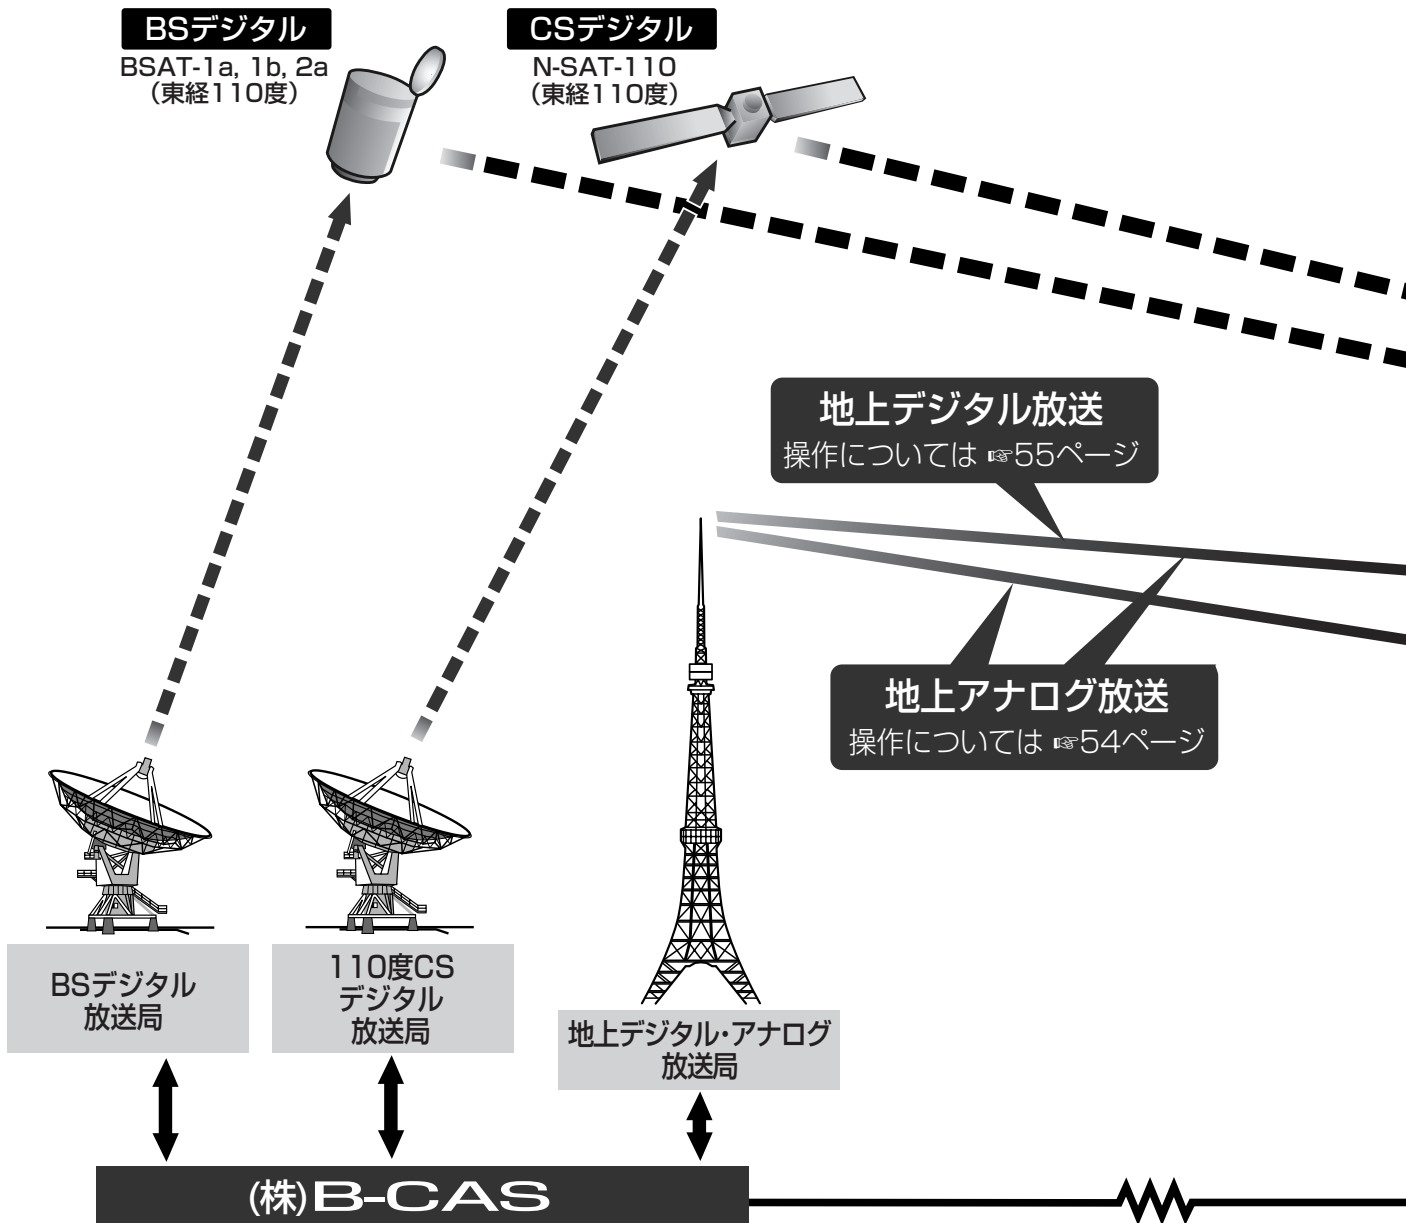 BSデジタル
BSAT-1a, 1b, 2a
（東経110度）
CSデジタル
N-SAT-110
（東経110度）
地上デジタル放送
操作については ☞55ページ
地上アナログ放送
操作については ☞54ページ
BSデジタル
放送局
110度CS
デジタル
放送局
地上デジタル・アナログ
放送局
(株)B-CAS